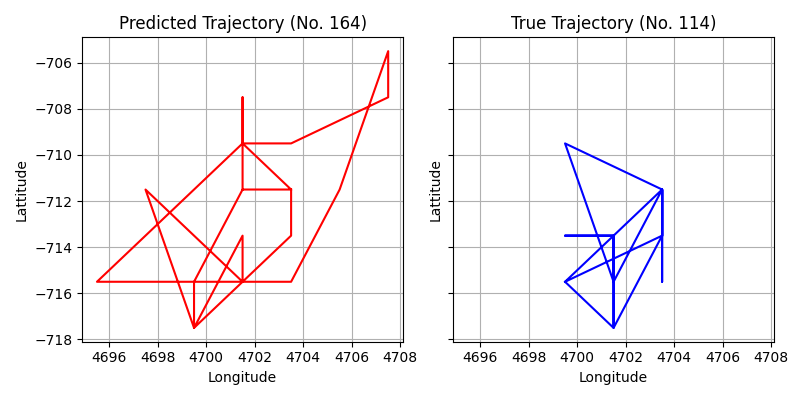 Predicted Trajectory (No. 164)
True Trajectory (No. 114)
−706
−708
−710
−712
−714
−716
−718
Lattitude
Lattitude
4696 4698 4700 4702 4704 4706 4708
4696 4698 4700 4702 4704 4706 4708
Longitude
Longitude